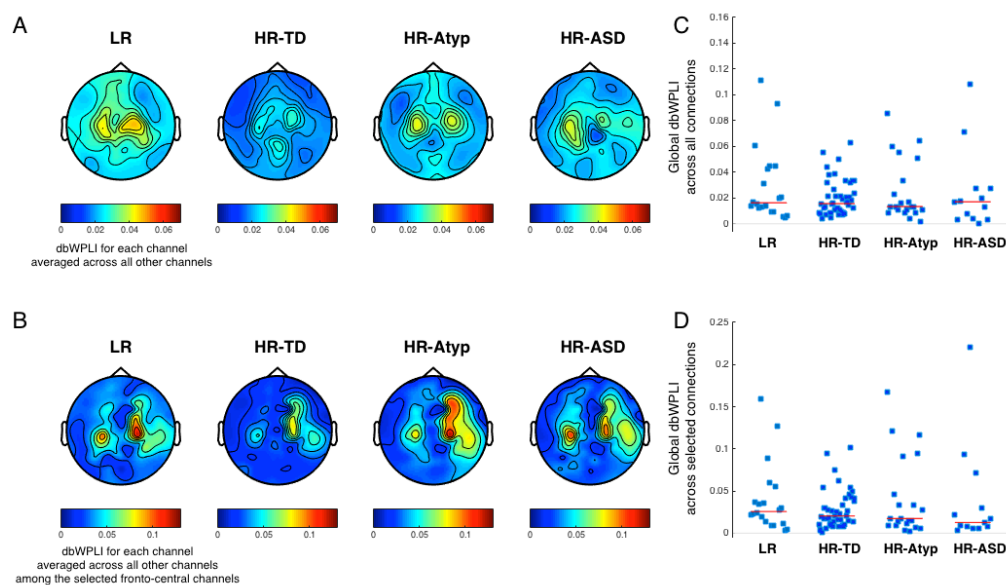 A
LR
HR-TD
HR-Atyp
HR-ASD
0 0.02 0.04 0.06
0 0.02 0.04 0.06
0 0.02 0.04 0.06
0 0.02 0.04 0.06
dbWPLI for each channel
averaged across all other channels
B
LR
HR-TD
HR-Atyp
HR-ASD
0 0.05 0.1
0 0.05 0.1
0 0.05 0.1
0 0.05 0.1
dbWPLI for each channel
averaged across all other channels
among the selected fronto-central channels
C
Global dbWPLI
across all connections
0.16
0.14
0.12
0.1
0.08
0.06
0.04
0.02
0
LR HR-TD HR-Atyp HR-ASD
D
Global dbWPLI
across selected connections
0.25
0.2
0.15
0.1
0.05
0
LR HR-TD HR-Atyp HR-ASD